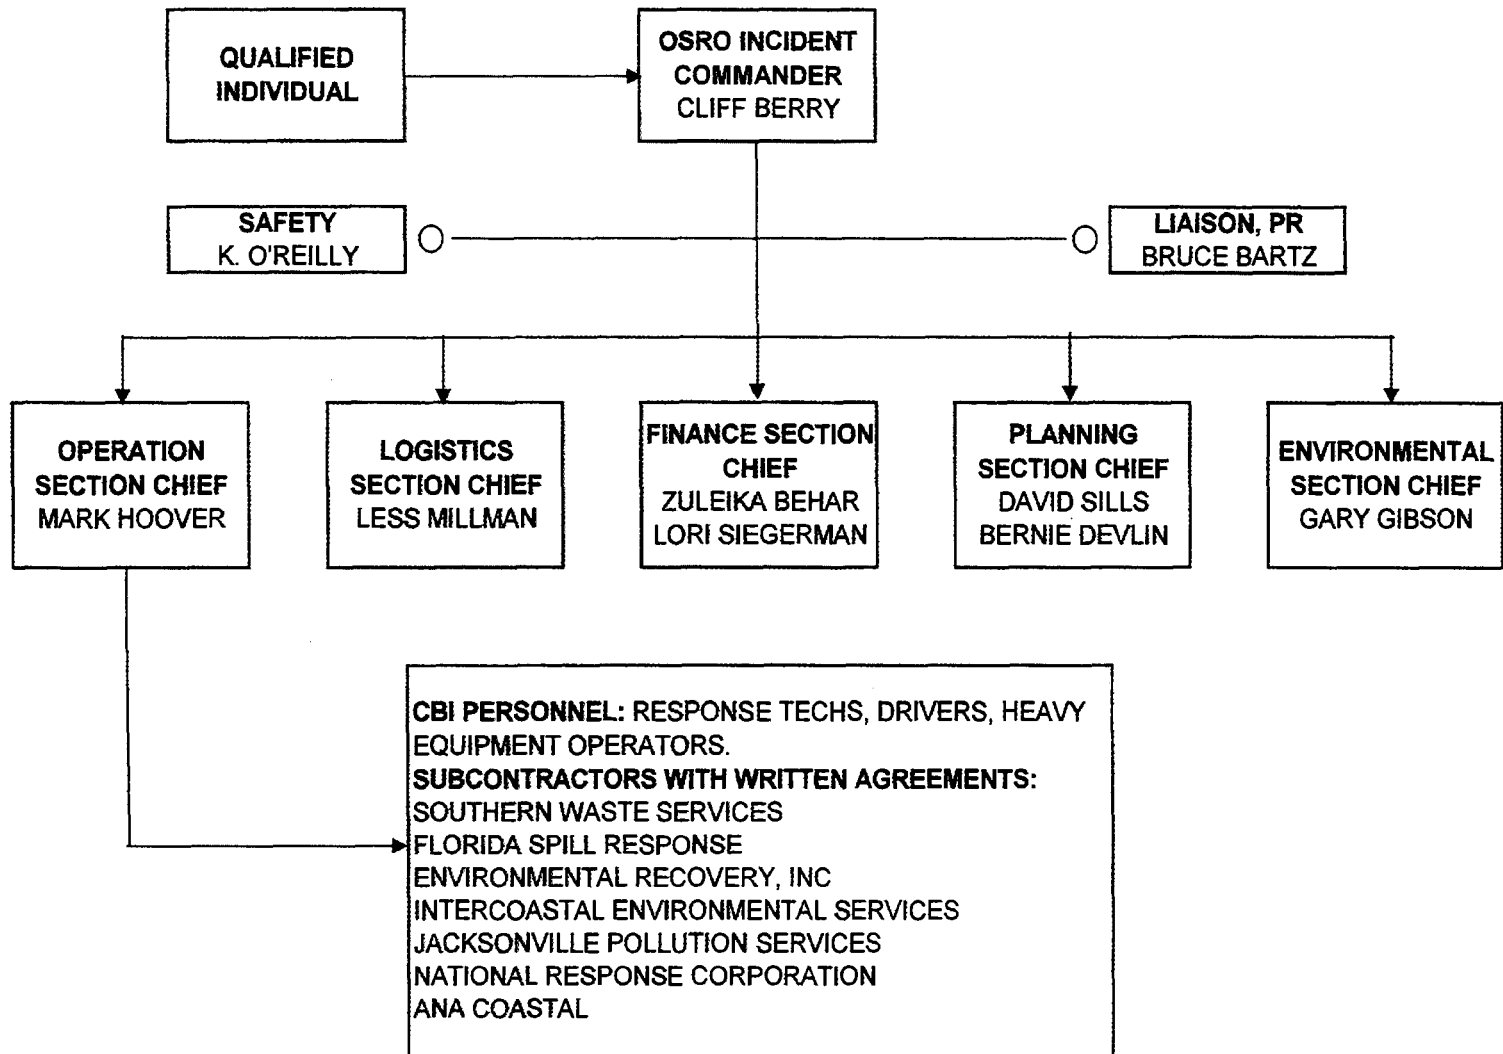 QUALIFIED
INDIVIDUAL
OSRO INCIDENT
COMMANDER
CLIFF BERRY
SAFETY
K. O'REILLY
LIAISON, PR
BRUCE BARTZ
OPERATION
SECTION CHIEF
MARK HOOVER
LOGISTICS
SECTION CHIEF
LESS MILLMAN
FINANCE SECTION
CHIEF
ZULEIKA BEHAR
LORI SIEGERMAN
PLANNING
SECTION CHIEF
DAVID SILLS
BERNIE DEVLIN
ENVIRONMENTAL
SECTION CHIEF
GARY GIBSON
CBI PERSONNEL: RESPONSE TECHS, DRIVERS, HEAVY
EQUIPMENT OPERATORS.
SUBCONTRACTORS WITH WRITTEN AGREEMENTS:
SOUTHERN WASTE SERVICES
FLORIDA SPILL RESPONSE
ENVIRONMENTAL RECOVERY, INC
INTERCOASTAL ENVIRONMENTAL SERVICES
JACKSONVILLE POLLUTION SERVICES
NATIONAL RESPONSE CORPORATION
ANA COASTAL